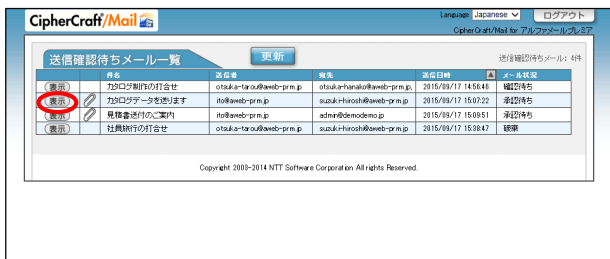 CipherCraft/Mail
Language Japanese
ログアウト
CipherCraft/Mail for アルファメールプレミア
送信確認待ちメール一覧
更新
送信確認待ちメール: 4件
件名 送信者 宛先 送信日時 メール状況
表示 カタログ制作の打合せ otsuka-tarou@aweb-prm.jp otsuka-hanako@aweb-prm.jp, 2015/09/17 14:56:46 確認待ち
表示 カタログデータを送ります ito@aweb-prm.jp suzuki-hiroshi@aweb-prm.jp 2015/09/17 15:07:22 承認待ち
表示 見積書送付のご案内 ito@aweb-prm.jp admin@demodemo.jp 2015/09/17 15:09:51 承認待ち
表示 社員旅行の打合せ otsuka-tarou@aweb-prm.jp suzuki-hiroshi@aweb-prm.jp 2015/09/17 15:38:47 破棄
Copyright 2003-2014 NTT Software Corporation All rights Reserved.